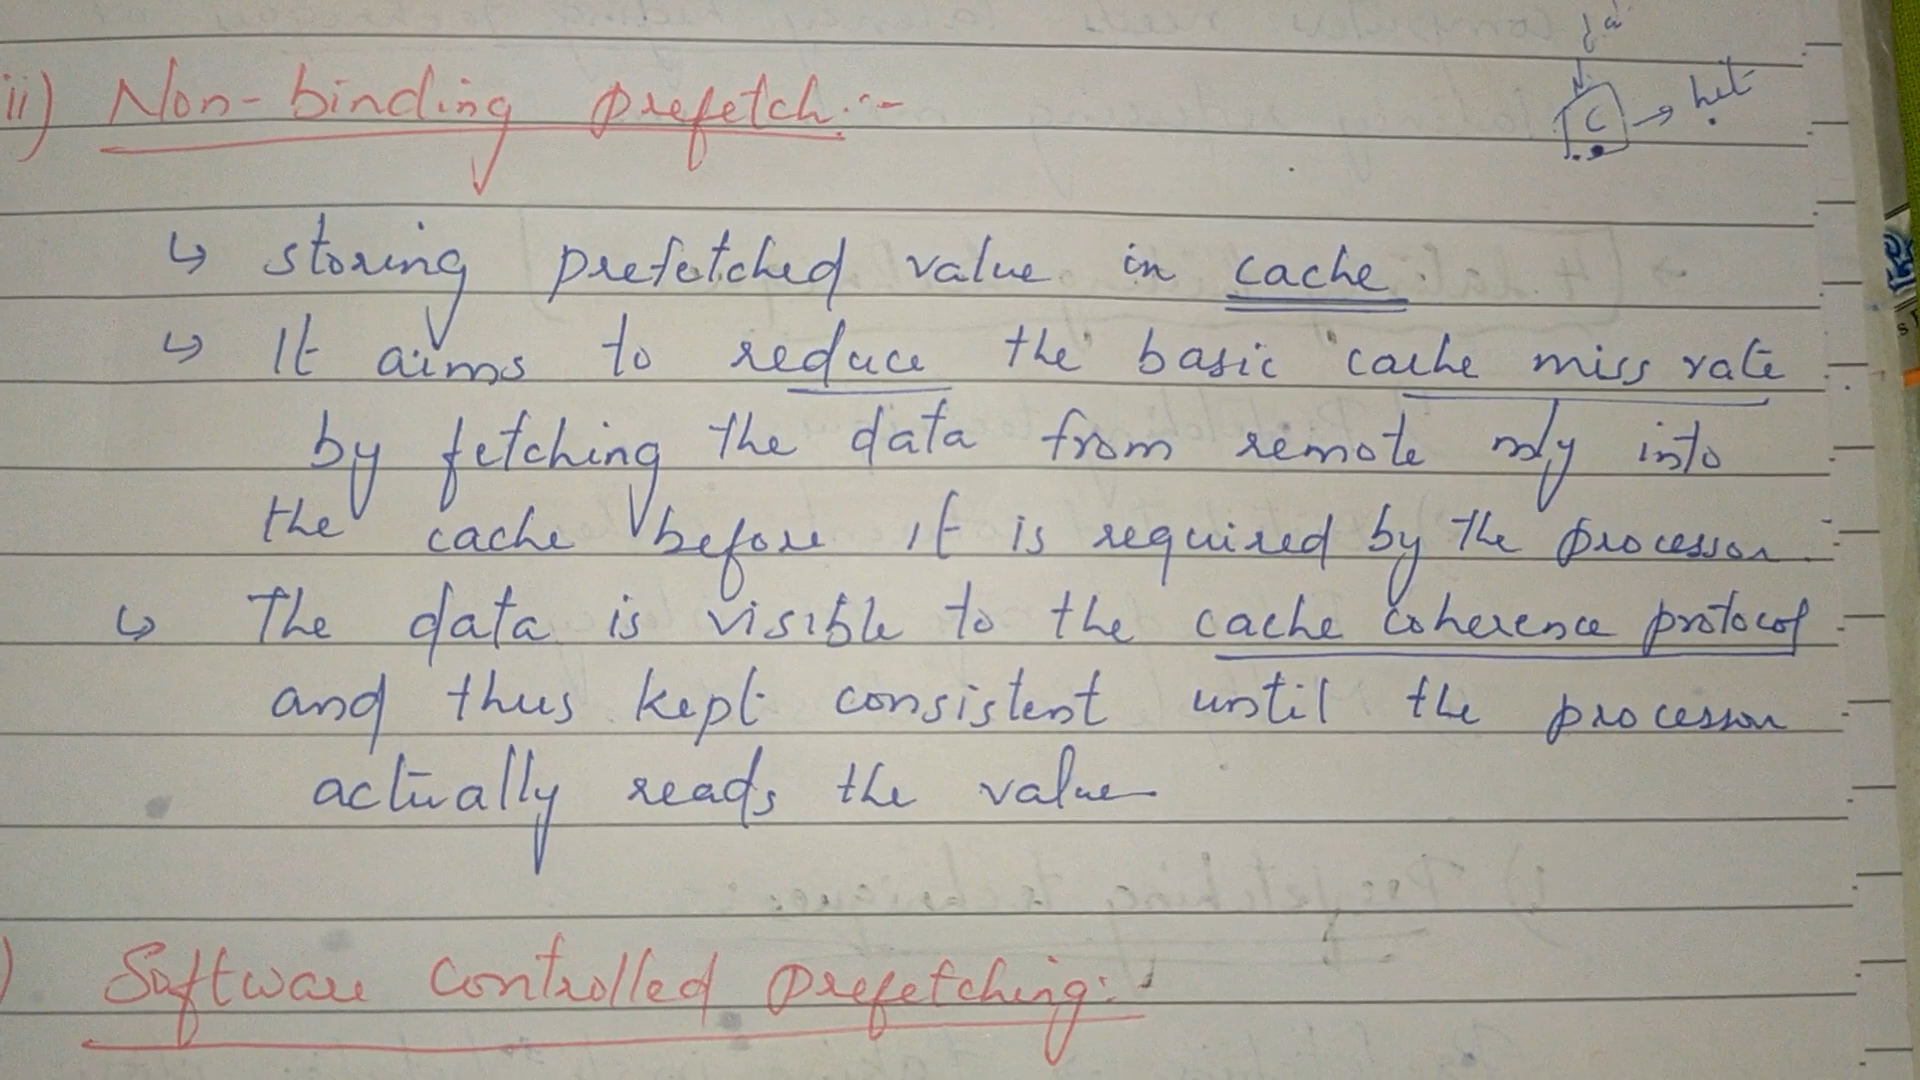 ii) Non-binding prefetch :-
C → hit
↳ storing prefetched value in cache
↳ It aims to reduce the basic cache miss rate
by fetching the data from remote m/y into
the cache before it is required by the processor.
↳ The data is visible to the cache coherence protocol
and thus kept consistent until the processor
actually reads the value
) Software controlled prefetching:-